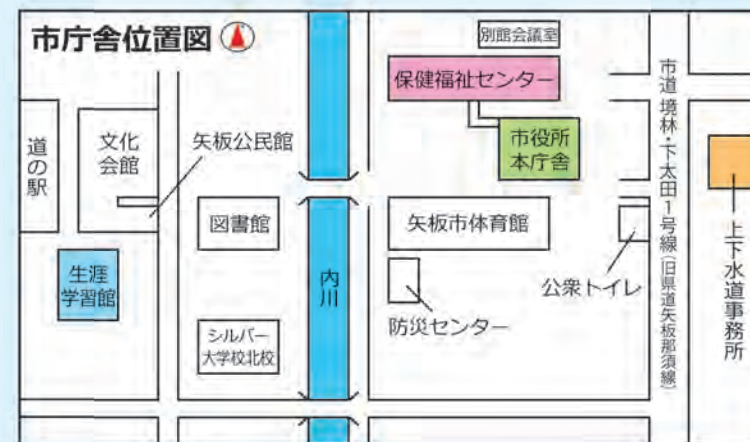 市庁舎位置図
別館会議室
保健福祉センター
市役所
本庁舎
道の駅
文化
会館
矢板公民館
図書館
生涯
学習館
シルバー
大学校北校
内川
矢板市体育館
防災センター
公衆トイレ
市道 境林・下太田1号線(旧県道矢板那須線)
上下水道事務所